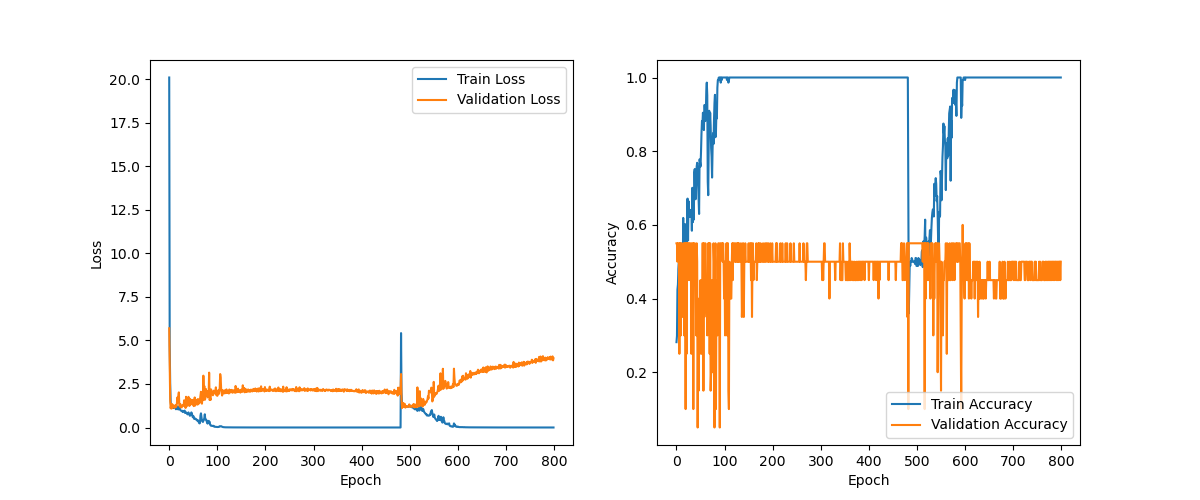 Train Loss
Validation Loss
20.0
17.5
15.0
12.5
10.0
7.5
5.0
2.5
0.0
Loss
0 100 200 300 400 500 600 700 800
Epoch
1.0
0.8
0.6
0.4
0.2
Accuracy
Train Accuracy
Validation Accuracy
0 100 200 300 400 500 600 700 800
Epoch